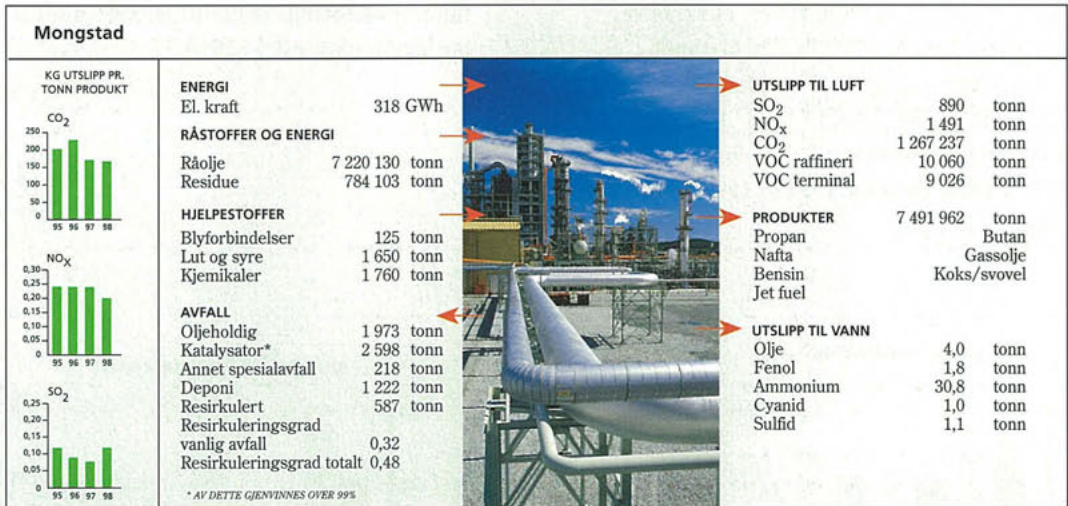 Mongstad
KG UTSLIPP PR.
TONN PRODUKT
CO2
250
200
150
100
50
0
95 96 97 98
NOX
0,30
0,25
0,20
0,15
0,10
0,05
0
95 96 97 98
SO2
0,25
0,20
0,15
0,10
0,05
0
95 96 97 98
ENERGI
El. kraft 318 GWh
RÅSTOFFER OG ENERGI
Råolje 7 220 130 tonn
Residue 784 103 tonn
HJELPESTOFFER
Blyforbindelser 125 tonn
Lut og syre 1 650 tonn
Kjemikaler 1 760 tonn
AVFALL
Oljeholdig 1 973 tonn
Katalysator* 2 598 tonn
Annet spesialavfall 218 tonn
Deponi 1 222 tonn
Resirkulert 587 tonn
Resirkuleringsgrad
vanlig avfall 0,32
Resirkuleringsgrad totalt 0,48
* AV DETTE GJENVINNES OVER 99%
UTSLIPP TIL LUFT
SO2 890 tonn
NOx 1 491 tonn
CO2 1 267 237 tonn
VOC raffineri 10 060 tonn
VOC terminal 9 026 tonn
PRODUKTER 7 491 962 tonn
Propan Butan
Nafta Gassolje
Bensin Koks/svovel
Jet fuel
UTSLIPP TIL VANN
Olje 4,0 tonn
Fenol 1,8 tonn
Ammonium 30,8 tonn
Cyanid 1,0 tonn
Sulfid 1,1 tonn